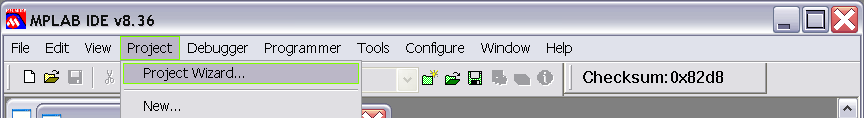 MPLAB IDE v8.36
File Edit View Project Debugger Programmer Tools Configure Window Help
Project Wizard...
Checksum: 0x82d8
New...